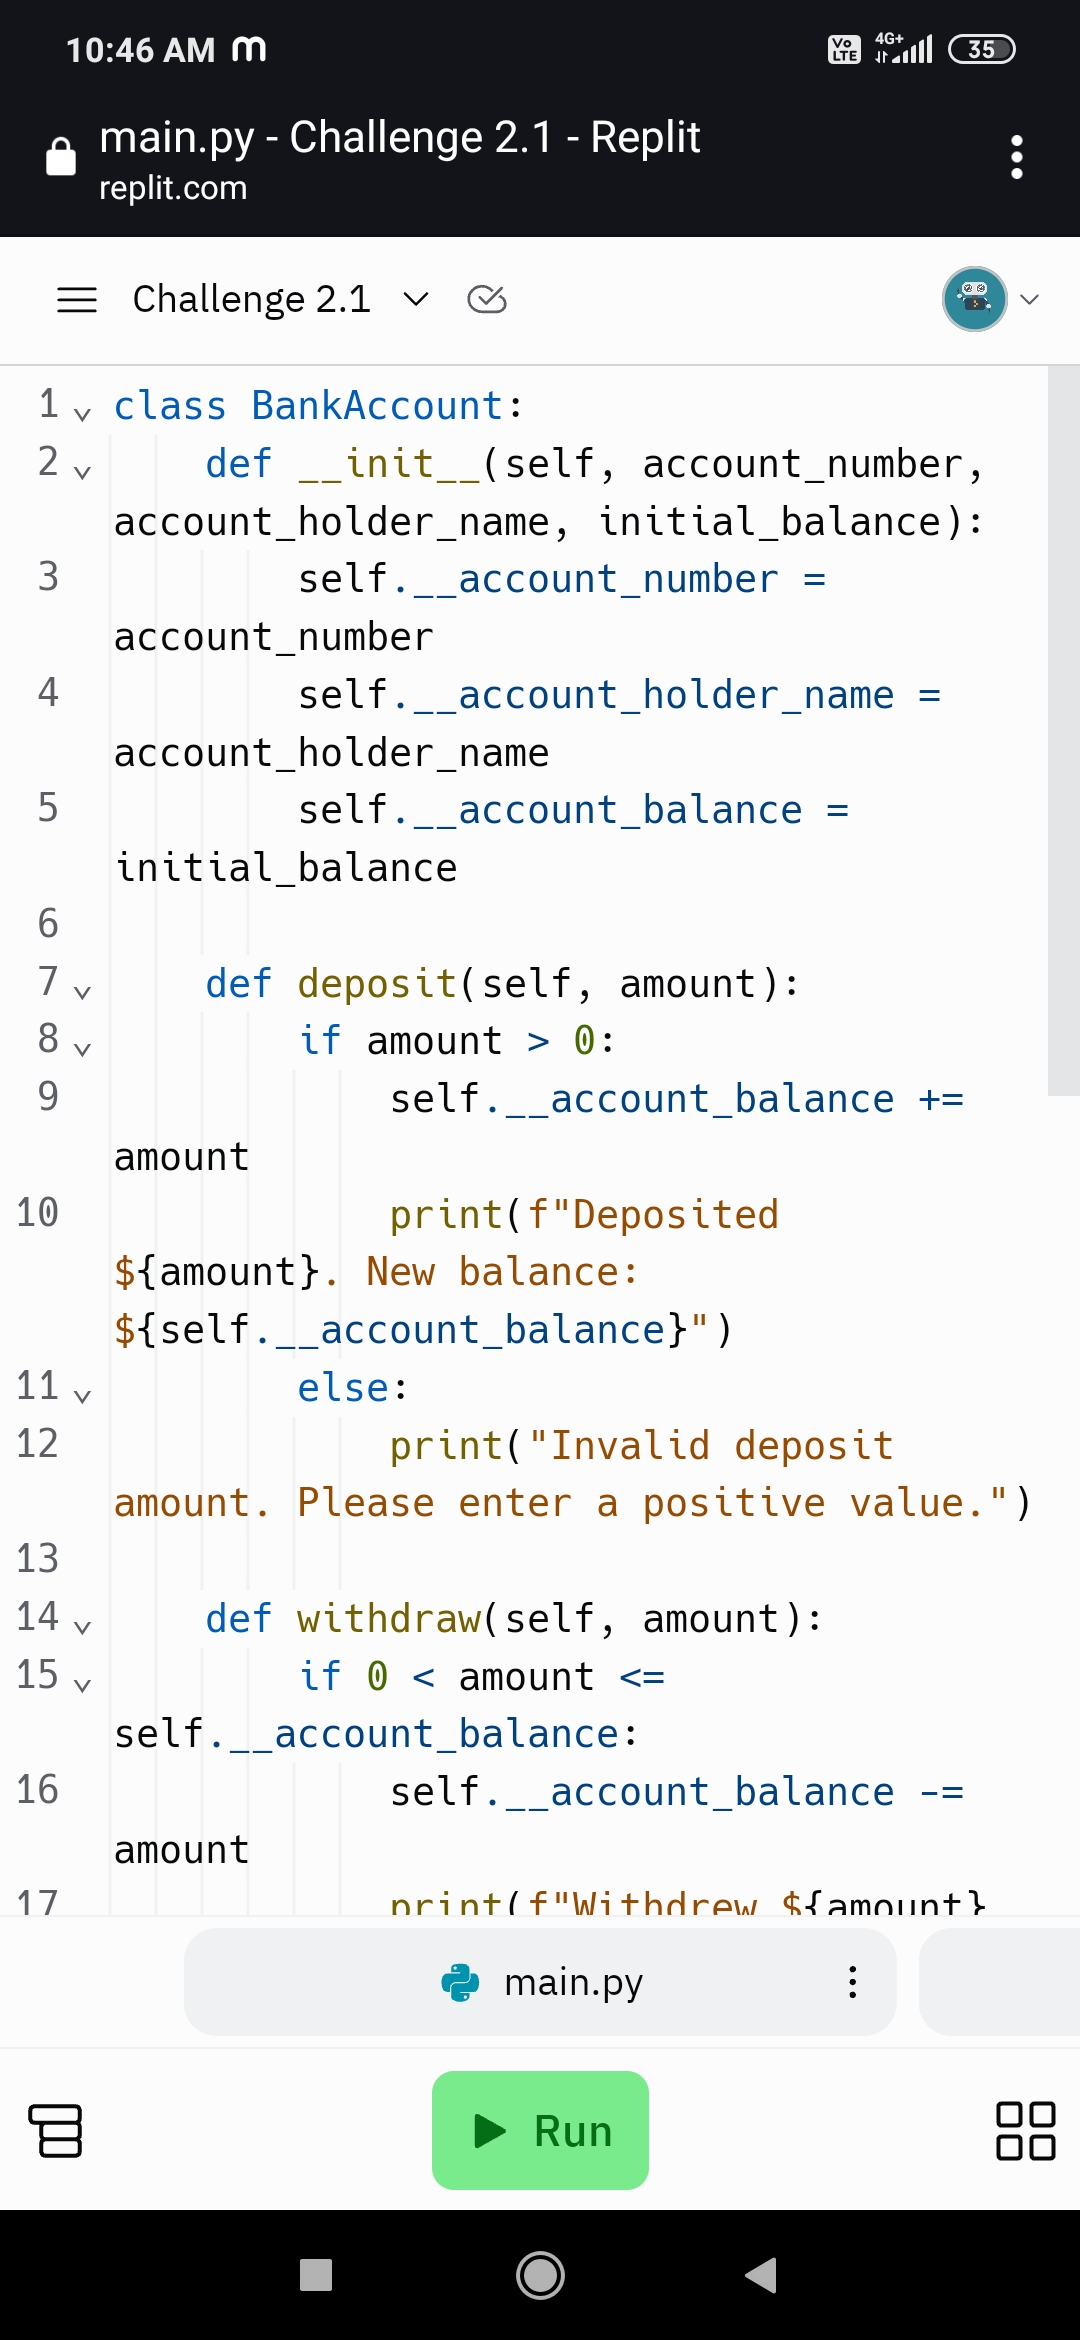 10:46 AM m
Vo LTE 4G+ 35
main.py - Challenge 2.1 - Replit
replit.com
Challenge 2.1
1 class BankAccount:
2     def __init__(self, account_number,
account_holder_name, initial_balance):
3         self.__account_number =
account_number
4         self.__account_holder_name =
account_holder_name
5         self.__account_balance =
initial_balance
6
7     def deposit(self, amount):
8         if amount > 0:
9             self.__account_balance +=
amount
10             print(f"Deposited
${amount}. New balance:
${self.__account_balance}")
11         else:
12             print("Invalid deposit
amount. Please enter a positive value.")
13
14     def withdraw(self, amount):
15         if 0 < amount <=
self.__account_balance:
16             self.__account_balance -=
amount
17             print(f"Withdrew ${amount}
main.py
Run